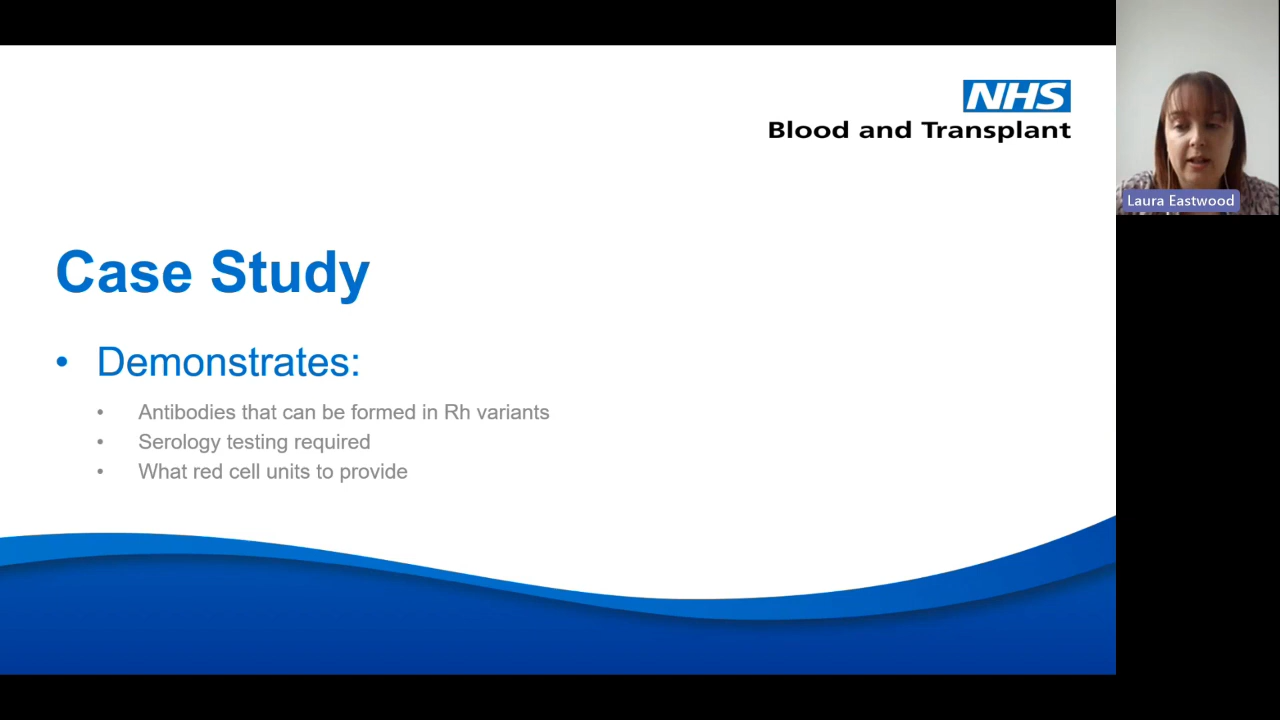 NHS
Blood and Transplant
Case Study
• Demonstrates:
• Antibodies that can be formed in Rh variants
• Serology testing required
• What red cell units to provide
Laura Eastwood